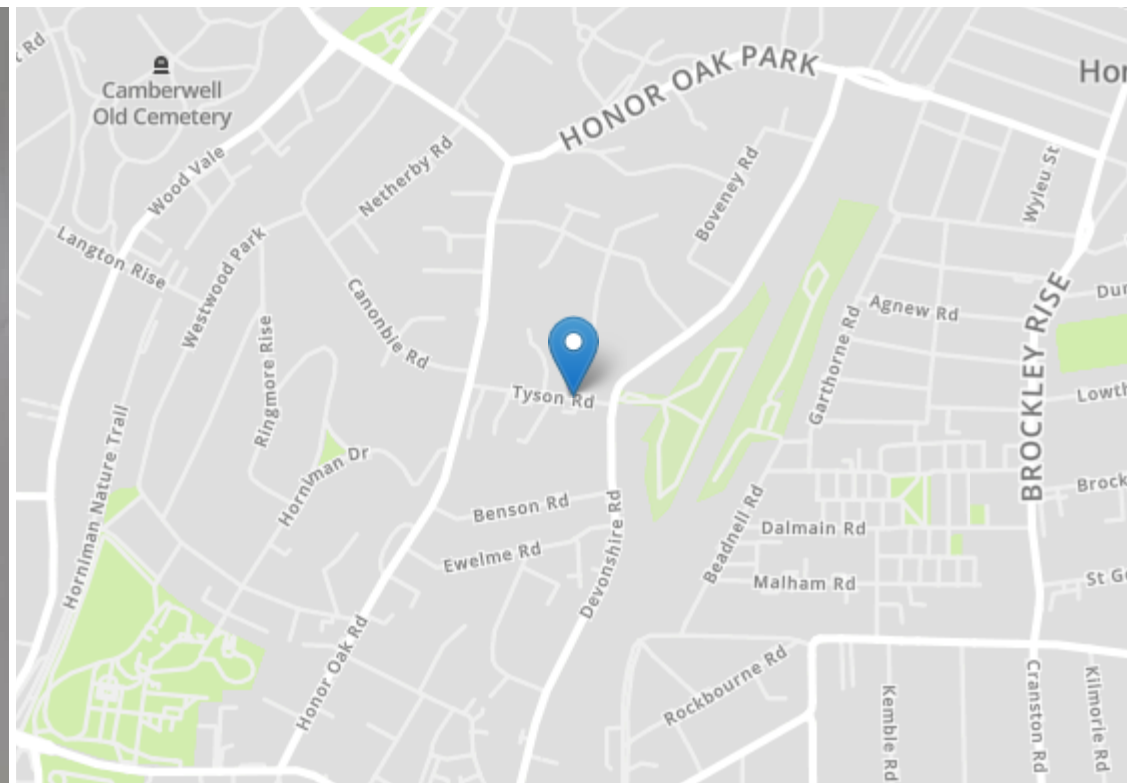 Rd
Camberwell
Old Cemetery
HONOR OAK PARK
Hor
Netherby Rd
Wood Vale
Boveney Rd
Wyleu St
Langton Rise
Westwood Park
Canonbie Rd
Agnew Rd
Dur
Ringmore Rise
Garthorne Rd
BROCKLEY RISE
Tyson Rd
Lowth
Horniman Nature Trail
Horniman Dr
Benson Rd
Brock
Devonshire Rd
Beadnell Rd
Dalmain Rd
Ewelme Rd
Malham Rd
St Ge
Honor Oak Rd
Rockbourne Rd
Kemble Rd
Cranston Rd
Kilmorie Rd